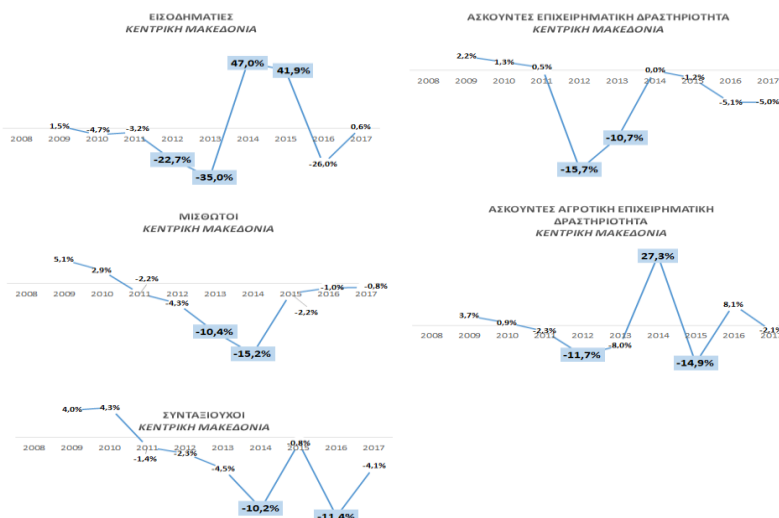 ΕΙΣΟΔΗΜΑΤΙΕΣ
ΚΕΝΤΡΙΚΗ ΜΑΚΕΔΟΝΙΑ
47,0%
41,9%
1,5%
-4,7%
-3,2%
0,6%
2008 2009 2010 2011 2012 2013 2014 2015 2016 2017
-22,7%
-26,0%
-35,0%
ΑΣΚΟΥΝΤΕΣ ΕΠΙΧΕΙΡΗΜΑΤΙΚΗ ΔΡΑΣΤΗΡΙΟΤΗΤΑ
ΚΕΝΤΡΙΚΗ ΜΑΚΕΔΟΝΙΑ
2,2%
1,3%
0,5%
0,0%
-1,2%
2008 2009 2010 2011 2012 2013 2014 2015 2016 2017
-5,1%
-5,0%
-10,7%
-15,7%
ΜΙΣΘΩΤΟΙ
ΚΕΝΤΡΙΚΗ ΜΑΚΕΔΟΝΙΑ
5,1%
2,9%
-2,2%
-1,0%
-0,8%
2008 2009 2010 2011 2012 2013 2014 2015 2016 2017
-4,3%
-2,2%
-10,4%
-15,2%
ΑΣΚΟΥΝΤΕΣ ΑΓΡΟΤΙΚΗ ΕΠΙΧΕΙΡΗΜΑΤΙΚΗ
ΔΡΑΣΤΗΡΙΟΤΗΤΑ
ΚΕΝΤΡΙΚΗ ΜΑΚΕΔΟΝΙΑ
27,3%
3,7%
0,9%
-2,3%
8,1%
-2,1%
2008 2009 2010 2011 2012 2013 2014 2015 2016 2017
-11,7%
-8,0%
-14,9%
ΣΥΝΤΑΞΙΟΥΧΟΙ
ΚΕΝΤΡΙΚΗ ΜΑΚΕΔΟΝΙΑ
4,0%
4,3%
-0,8%
2008 2009 2010 2011 2012 2013 2014 2015 2016 2017
-1,4%
-2,3%
-4,5%
-4,1%
-10,2%
-11,4%